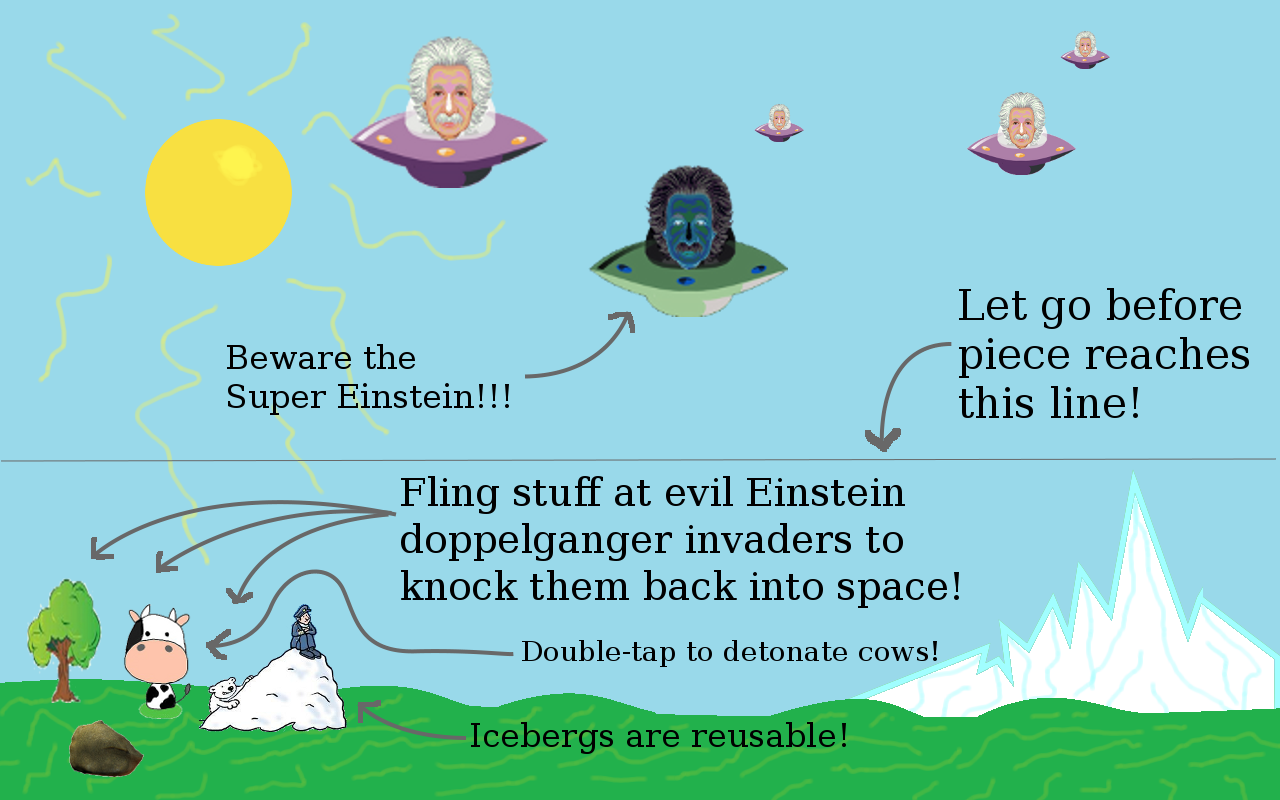 Let go before
piece reaches
this line!
Beware the
Super Einstein!!!
Fling stuff at evil Einstein
doppelganger invaders to
knock them back into space!
Double-tap to detonate cows!
Icebergs are reusable!